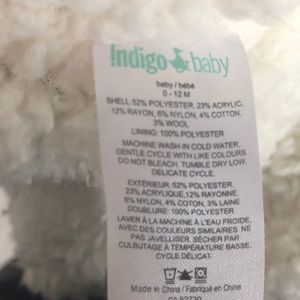 !ndigo baby
baby / bébé
0 - 12 M
SHELL: 52% POLYESTER, 23% ACRYLIC,
12% RAYON, 6% NYLON, 4% COTTON,
3% WOOL
LINING: 100% POLYESTER
MACHINE WASH IN COLD WATER,
GENTLE CYCLE WITH LIKE COLOURS.
DO NOT BLEACH. TUMBLE DRY LOW,
DELICATE CYCLE.
EXTÉRIEUR: 52% POLYESTER,
23% ACRYLIQUE, 12% RAYONNE,
6% NYLON, 4% COTON, 3% LAINE
DOUBLURE: 100% POLYESTER
LAVER À LA MACHINE À L'EAU FROIDE,
AVEC DES COULEURS SIMILAIRES. NE
PAS JAVELLISER. SÉCHER PAR
CULBUTAGE À TEMPÉRATURE BASSE,
CYCLE DÉLICAT.
Made in China / Fabriqué en China